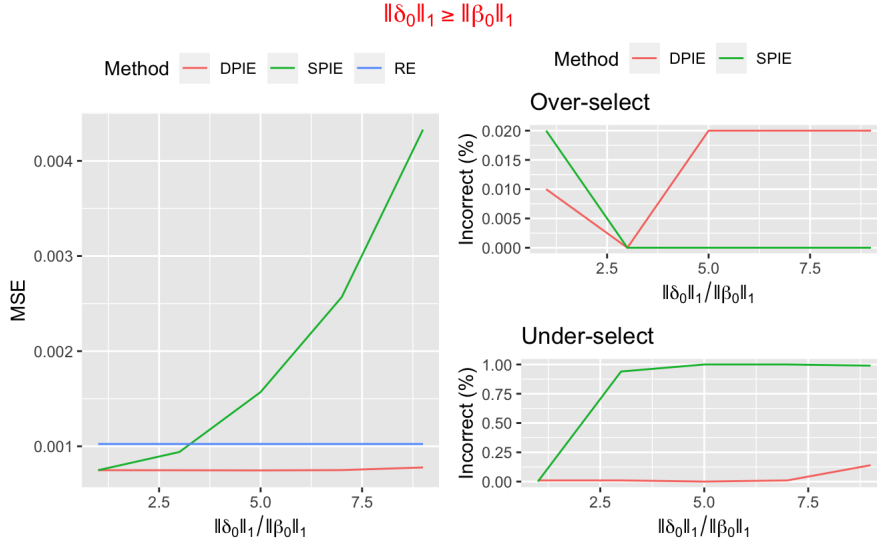 ‖δ₀‖₁ ≥ ‖β₀‖₁
Method DPIE SPIE RE
MSE
0.004
0.003
0.002
0.001
2.5 5.0 7.5
‖δ₀‖₁/‖β₀‖₁
Method DPIE SPIE
Over-select
Incorrect (%)
0.020
0.015
0.010
0.005
0.000
2.5 5.0 7.5
‖δ₀‖₁/‖β₀‖₁
Under-select
Incorrect (%)
1.00
0.75
0.50
0.25
0.00
2.5 5.0 7.5
‖δ₀‖₁/‖β₀‖₁